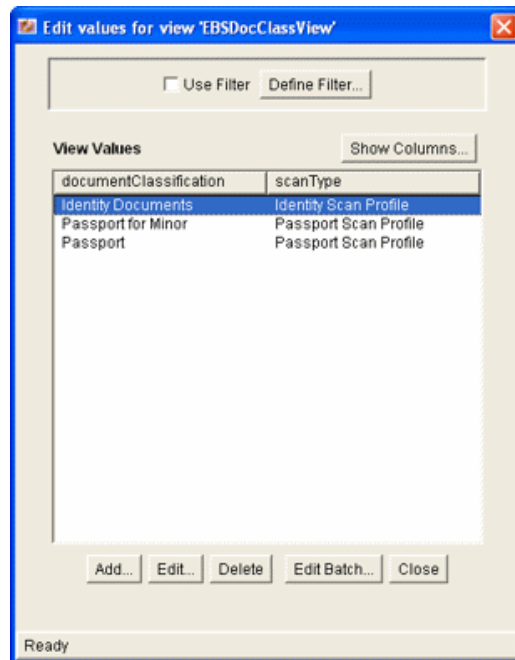 Edit values for view 'EBSDocClassView'
Use Filter Define Filter...
View Values Show Columns...
documentClassification scanType
Identity Documents Identity Scan Profile
Passport for Minor Passport Scan Profile
Passport Passport Scan Profile
Add... Edit... Delete Edit Batch... Close
Ready